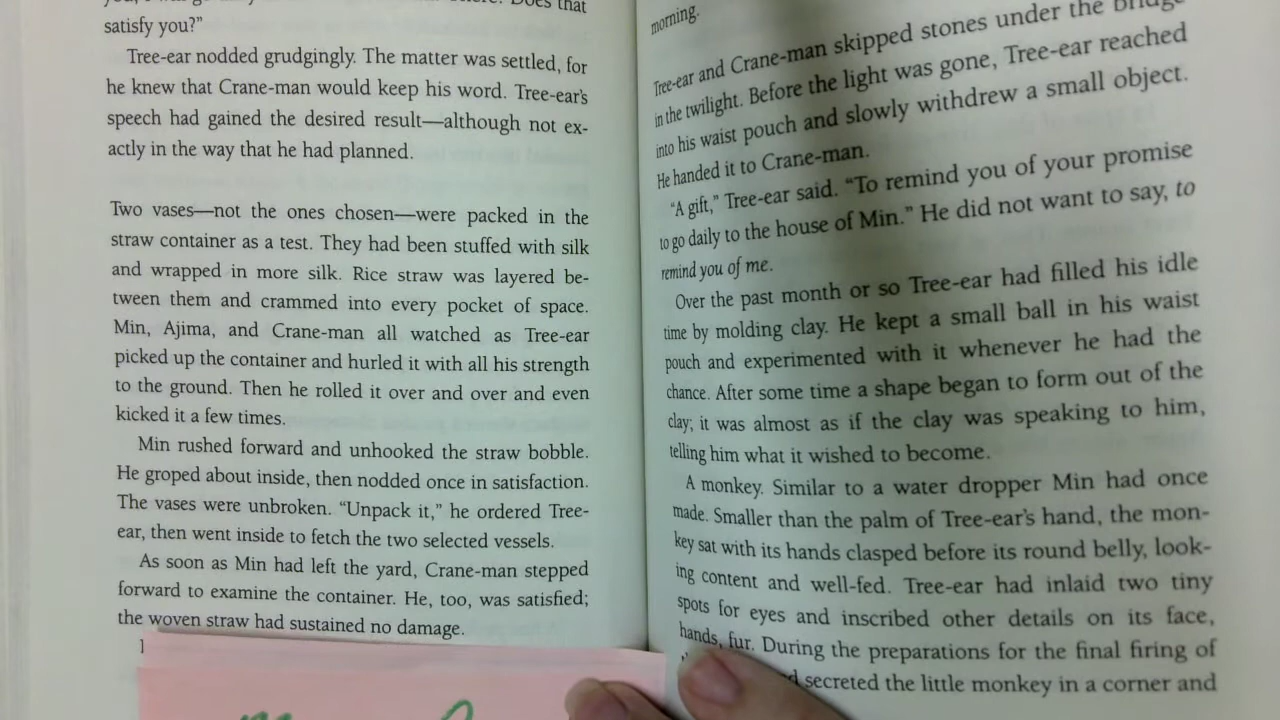 satisfy you?"
Tree-ear nodded grudgingly. The matter was settled, for
he knew that Crane-man would keep his word. Tree-ear's
speech had gained the desired result—although not ex-
actly in the way that he had planned.
Two vases—not the ones chosen—were packed in the
straw container as a test. They had been stuffed with silk
and wrapped in more silk. Rice straw was layered be-
tween them and crammed into every pocket of space.
Min, Ajima, and Crane-man all watched as Tree-ear
picked up the container and hurled it with all his strength
to the ground. Then he rolled it over and over and even
kicked it a few times.
Min rushed forward and unhooked the straw bobble.
He groped about inside, then nodded once in satisfaction.
The vases were unbroken. "Unpack it," he ordered Tree-
ear, then went inside to fetch the two selected vessels.
As soon as Min had left the yard, Crane-man stepped
forward to examine the container. He, too, was satisfied;
the woven straw had sustained no damage.
morning.
Tree-ear and Crane-man skipped stones under the bridge
in the twilight. Before the light was gone, Tree-ear reached
into his waist pouch and slowly withdrew a small object.
He handed it to Crane-man.
"A gift," Tree-ear said. "To remind you of your promise
to go daily to the house of Min." He did not want to say, to
remind you of me.
Over the past month or so Tree-ear had filled his idle
time by molding clay. He kept a small ball in his waist
pouch and experimented with it whenever he had the
chance. After some time a shape began to form out of the
clay; it was almost as if the clay was speaking to him,
telling him what it wished to become.
A monkey. Similar to a water dropper Min had once
made. Smaller than the palm of Tree-ear's hand, the mon-
key sat with its hands clasped before its round belly, look-
ing content and well-fed. Tree-ear had inlaid two tiny
spots for eyes and inscribed other details on its face,
hands, fur. During the preparations for the final firing of
secreted the little monkey in a corner and